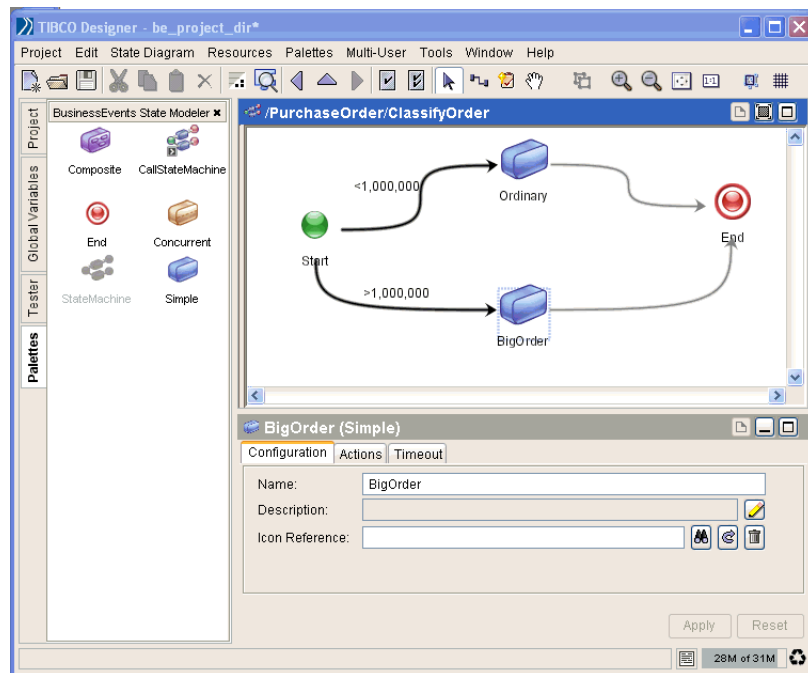 TIBCO Designer - be_project_dir*
Project Edit State Diagram Resources Palettes Multi-User Tools Window Help
1:1
Project
Global Variables
Tester
Palettes
BusinessEvents State Modeler
Composite
CallStateMachine
End
Concurrent
StateMachine
Simple
/PurchaseOrder/ClassifyOrder
<1,000,000
Ordinary
Start
End
>1,000,000
BigOrder
BigOrder (Simple)
Configuration Actions Timeout
Name: BigOrder
Description:
Icon Reference:
Apply Reset
28M of 31M